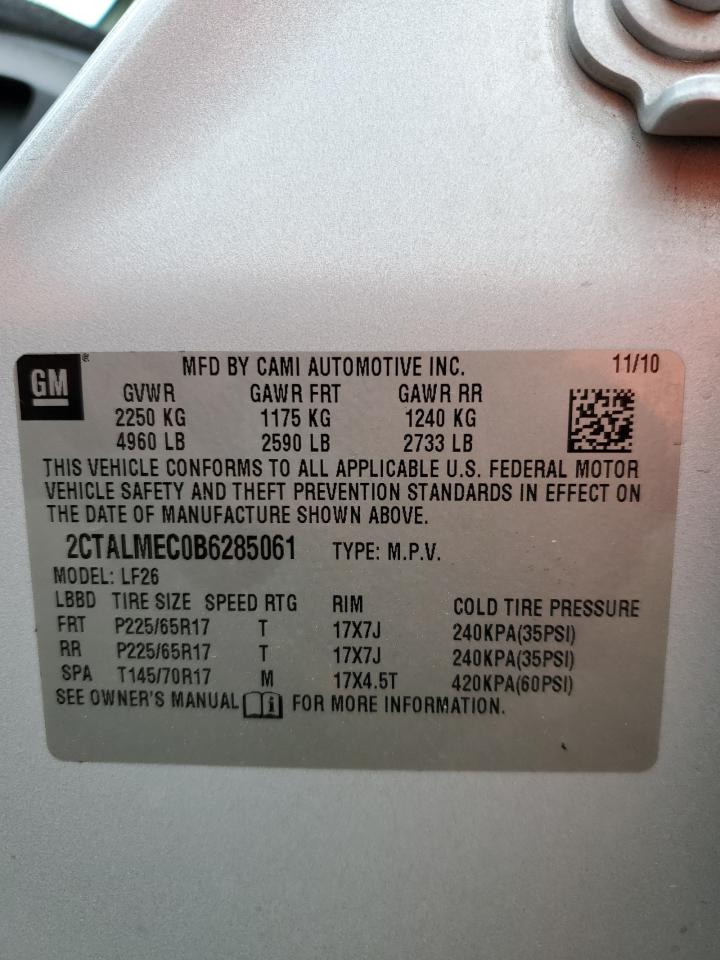 GM ®
MFD BY CAMI AUTOMOTIVE INC. 11/10
GVWR GAWR FRT GAWR RR
2250 KG 1175 KG 1240 KG
4960 LB 2590 LB 2733 LB
THIS VEHICLE CONFORMS TO ALL APPLICABLE U.S. FEDERAL MOTOR
VEHICLE SAFETY AND THEFT PREVENTION STANDARDS IN EFFECT ON
THE DATE OF MANUFACTURE SHOWN ABOVE.
2CTALMEC0B6285061 TYPE: M.P.V.
MODEL: LF26
LBBD TIRE SIZE SPEED RTG RIM COLD TIRE PRESSURE
FRT P225/65R17 T 17X7J 240KPA(35PSI)
RR P225/65R17 T 17X7J 240KPA(35PSI)
SPA T145/70R17 M 17X4.5T 420KPA(60PSI)
SEE OWNER'S MANUAL i FOR MORE INFORMATION.